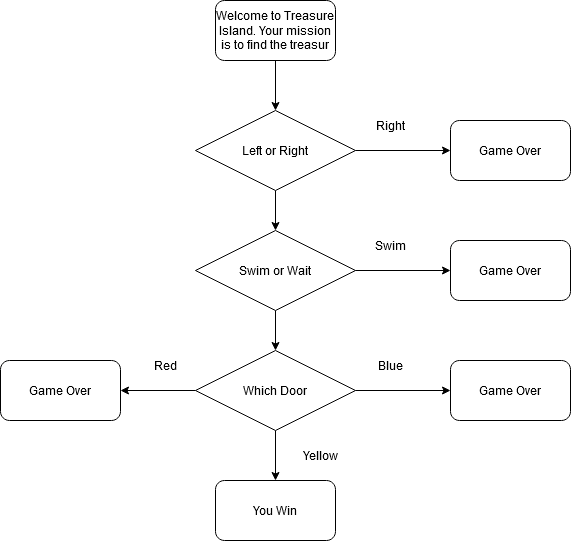 Welcome to Treasure
Island. Your mission
is to find the treasur
Right
Left or Right
Game Over
Swim
Swim or Wait
Game Over
Red
Blue
Game Over
Which Door
Game Over
Yellow
You Win